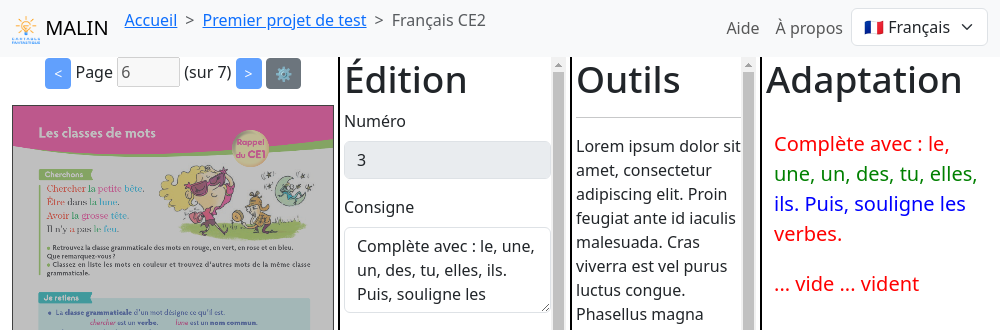 MALIN Accueil > Premier projet de test > Français CE2 Aide À propos Français
< Page 6 (sur 7) >
Les classes de mots
Rappel
du CE1
Cherchons
Chercher la petite bête.
Être dans la lune.
Avoir la grosse tête.
Il n'y a pas le feu.
Retrouvez la classe grammaticale des mots en rouge, en vert, en rose et en bleu.
Que remarquez-vous ?
Classez en liste les mots en couleur et trouvez d'autres mots de la même classe
grammaticale.
Je retiens
La classe grammaticale d'un mot désigne ce qu'il est.
chercher est un verbe. lune est un nom commun.
Édition
Numéro
3
Consigne
Complète avec : le, une,
un, des, tu, elles, ils.
Puis, souligne les
Outils
Lorem ipsum dolor sit
amet, consectetur
adipiscing elit. Proin
feugiat ante id iaculis
malesuada. Cras
viverra est vel purus
luctus congue.
Phasellus magna
Adaptation
Complète avec : le,
une, un, des, tu, elles,
ils. Puis, souligne les
verbes.
... vide ... vident